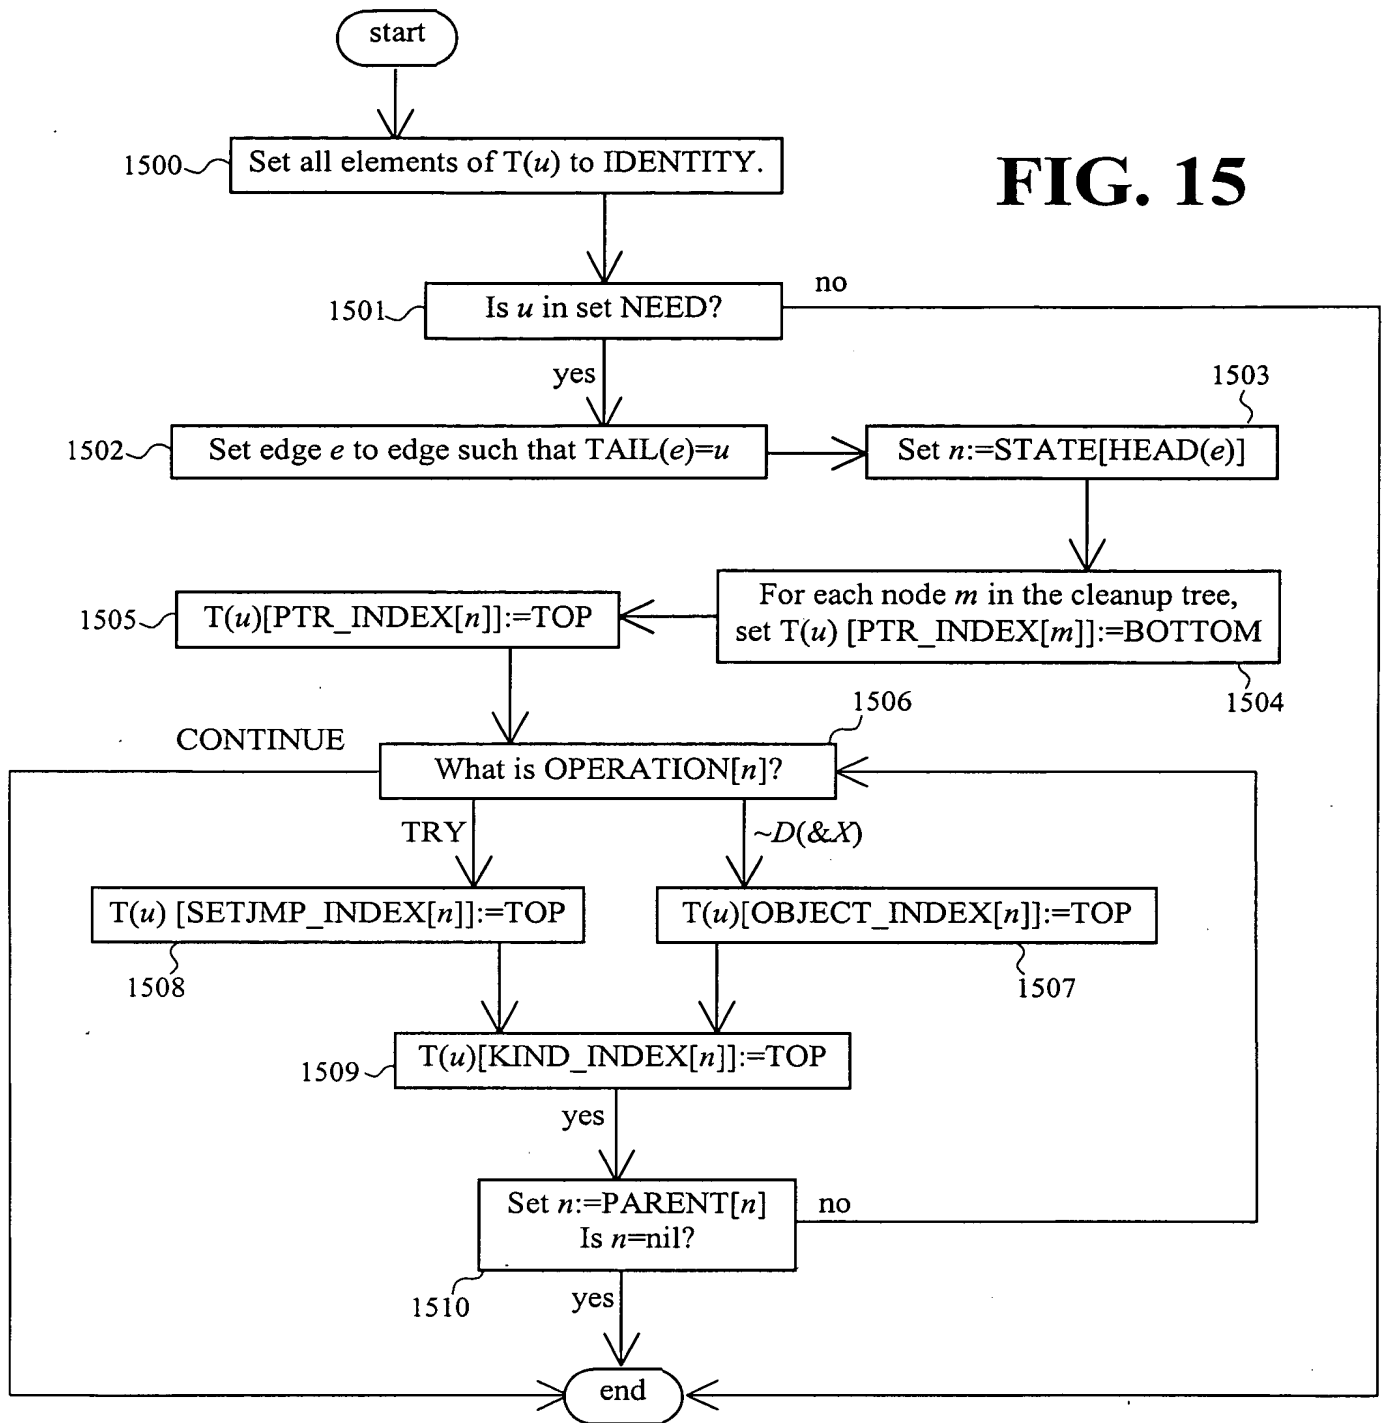 start
1500
Set all elements of T(u) to IDENTITY.
FIG. 15
no
1501
Is u in set NEED?
yes
1503
1502
Set edge e to edge such that TAIL(e)=u
Set n:=STATE[HEAD(e)]
1505
T(u)[PTR_INDEX[n]]:=TOP
For each node m in the cleanup tree,
set T(u) [PTR_INDEX[m]]:=BOTTOM
1506
1504
CONTINUE
What is OPERATION[n]?
TRY
~D(&X)
T(u) [SETJMP_INDEX[n]]:=TOP
T(u)[OBJECT_INDEX[n]]:=TOP
1508
1507
1509
T(u)[KIND_INDEX[n]]:=TOP
yes
Set n:=PARENT[n]
no
Is n=nil?
1510
yes
end